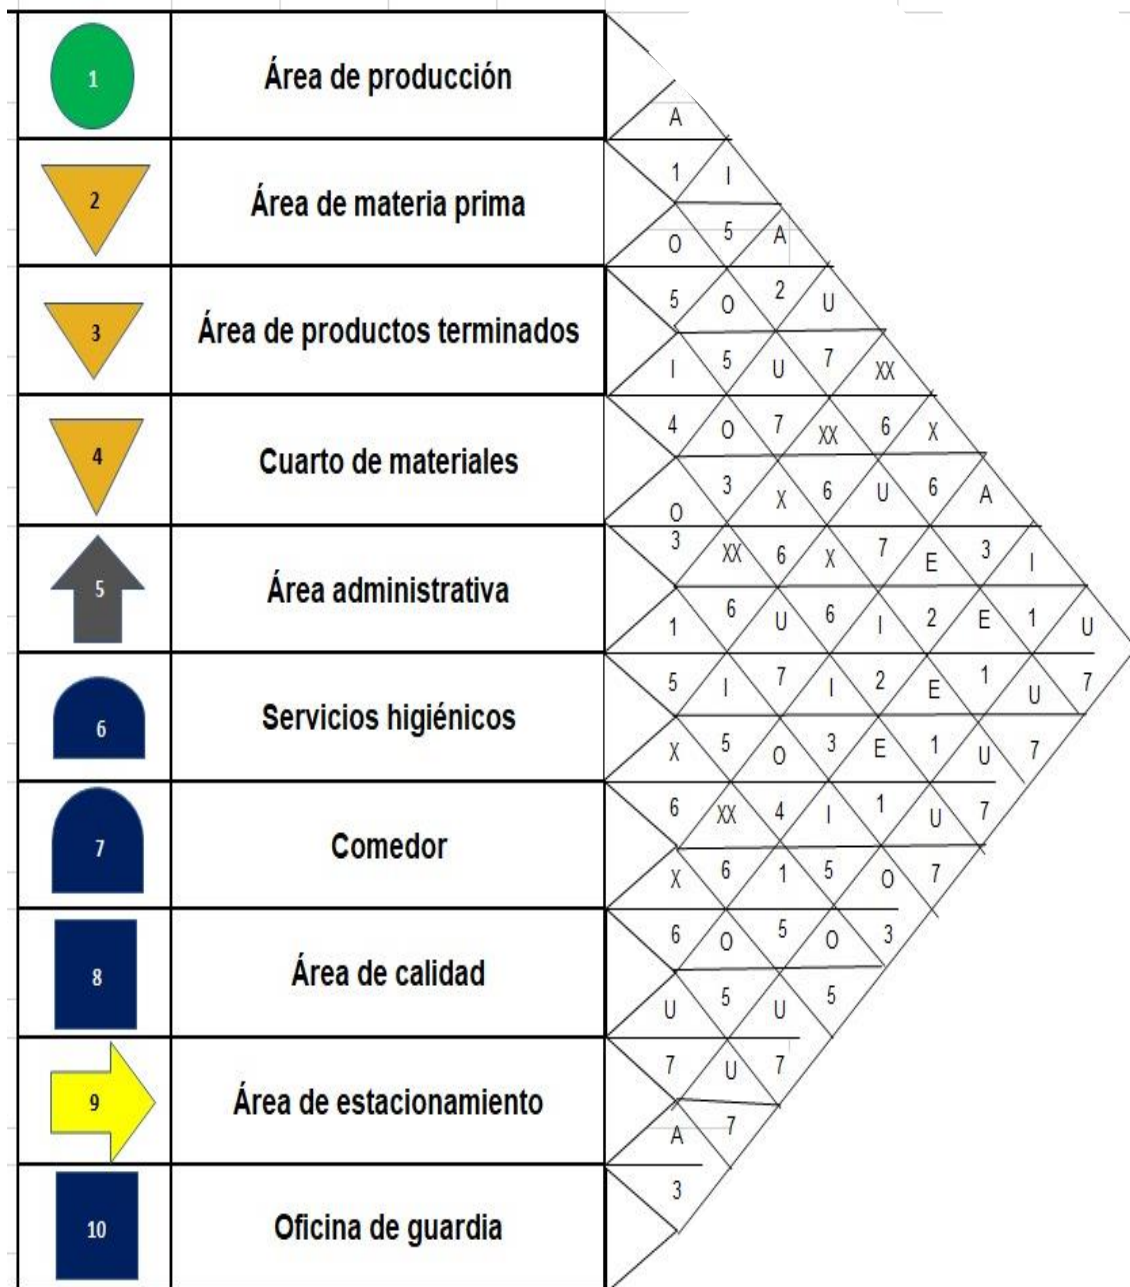 1 Área de producción
2 Área de materia prima
3 Área de productos terminados
4 Cuarto de materiales
5 Área administrativa
6 Servicios higiénicos
7 Comedor
8 Área de calidad
9 Área de estacionamiento
10 Oficina de guardia
A
1 I
O 5 A
5 O 2 U
I 5 U 7 XX
4 O 7 XX 6 X
O 3 X 6 U 6 A
3 XX 6 X 7 E 3 I
1 6 U 6 I 2 E 1 U
5 I 7 I 2 E 1 U 7
X 5 O 3 E 1 U 7
6 XX 4 I 1 U 7
X 6 1 5 O 7
6 O 5 O 3
U 5 U 5
7 U 7
A 7
3